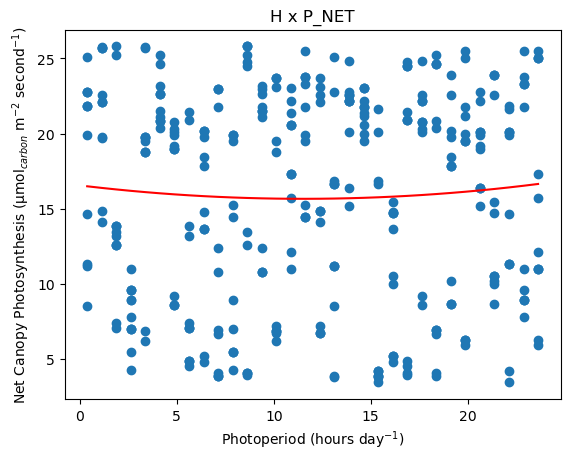 H x P_NET
Net Canopy Photosynthesis (µmol_carbon m⁻² second⁻¹)
25
20
15
10
5
0 5 10 15 20
Photoperiod (hours day⁻¹)